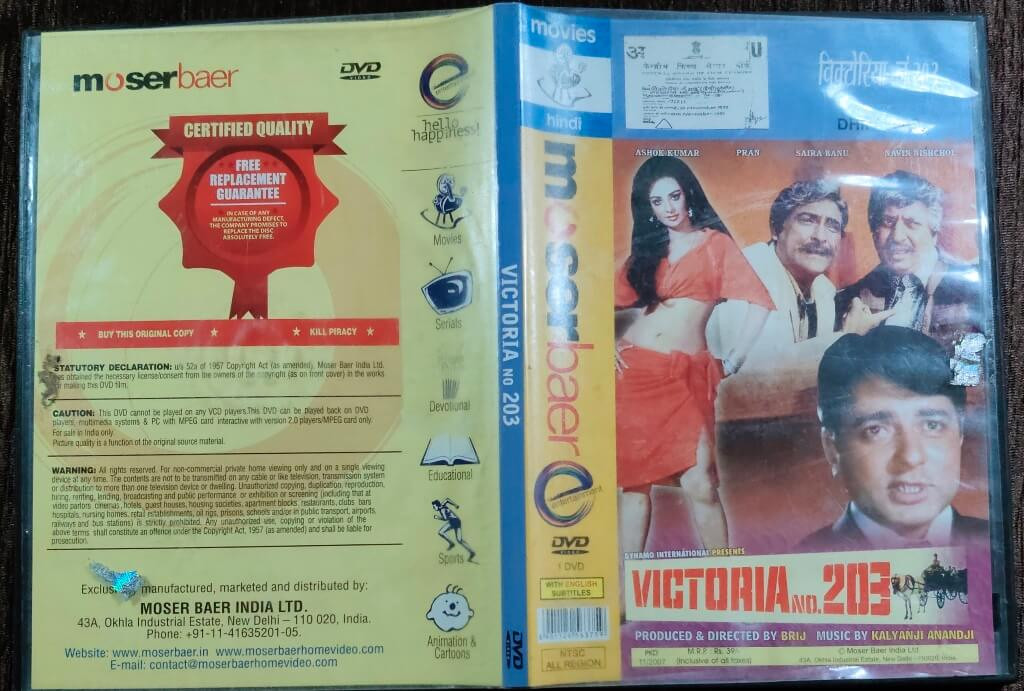 moserbaer
DVD
VIDEO
CERTIFIED QUALITY
FREE
REPLACEMENT
GUARANTEE
IN CASE OF ANY
MANUFACTURING DEFECT,
THE COMPANY PROMISES TO
REPLACE THE DISC
ABSOLUTELY FREE.
BUY THIS ORIGINAL COPY
KILL PIRACY
STATUTORY DECLARATION: u/s 52a of 1957 Copyright Act (as amended), Moser Baer India Ltd.
has obtained the necessary license/consent from the owners of the copyright (as on front cover) in the works
for making this DVD film.
CAUTION: This DVD cannot be played on any VCD players.This DVD can be played back on DVD
players, multimedia systems & PC with MPEG card interactive with version 2.0 players/MPEG card only.
For sale in India only.
Picture quality is a function of the original source material.
WARNING: All rights reserved. For non-commercial private home viewing only and on a single viewing
device at any time. The contents are not to be transmitted on any cable or like television, transmission system
or distribution to more than one television device or dwelling. Unauthorized copying, duplication, reproduction,
hiring, renting, lending, broadcasting and public performance or exhibition or screening (including that at
video parlors, cinemas, hotels, guest houses, housing societies, apartment blocks, restaurants, clubs, bars
hospitals, nursing homes, retail establishments, oil rigs, prisons, schools and/or in public transport, airports,
railways and bus stations) is strictly prohibited. Any unauthorized use, copying or violation of the
above terms shall constitute an offence under the Copyright Act, 1957 (as amended) and shall be liable for
prosecution.
manufactured, marketed and distributed by:
MOSER BAER INDIA LTD.
43A, Okhla Industrial Estate, New Delhi – 110 020, India.
Phone: +91-11-41635201-05.
Website: www.moserbaer.in www.moserbaerhomevideo.com
E-mail: contact@moserbaerhomevideo.com
entertainment
hello
happiness!
Movies
Serials
Devotional
Educational
Sports
Animation &
Cartoons
VICTORIA NO 203
DVD
VIDEO
movies
hindi
moserbaer
entertainment
DVD
VIDEO
1 DVD
WITH ENGLISH
SUBTITLES
NTSC
ALL REGION
अ
U
विक्टोरिया नं २०३
ASHOK KUMAR PRAN SAIRA BANU NAVIN NISHCHOL
DYNAMO INTERNATIONAL PRESENTS
VICTORIA NO. 203
PRODUCED & DIRECTED BY BRIJ MUSIC BY KALYANJI ANANDJI
PKD
11/2007
M.R.P.: Rs. 39/-
(Inclusive of all taxes)
© Moser Baer India Ltd.
43A, Okhla Industrial Estate, New Delhi -110020, India.